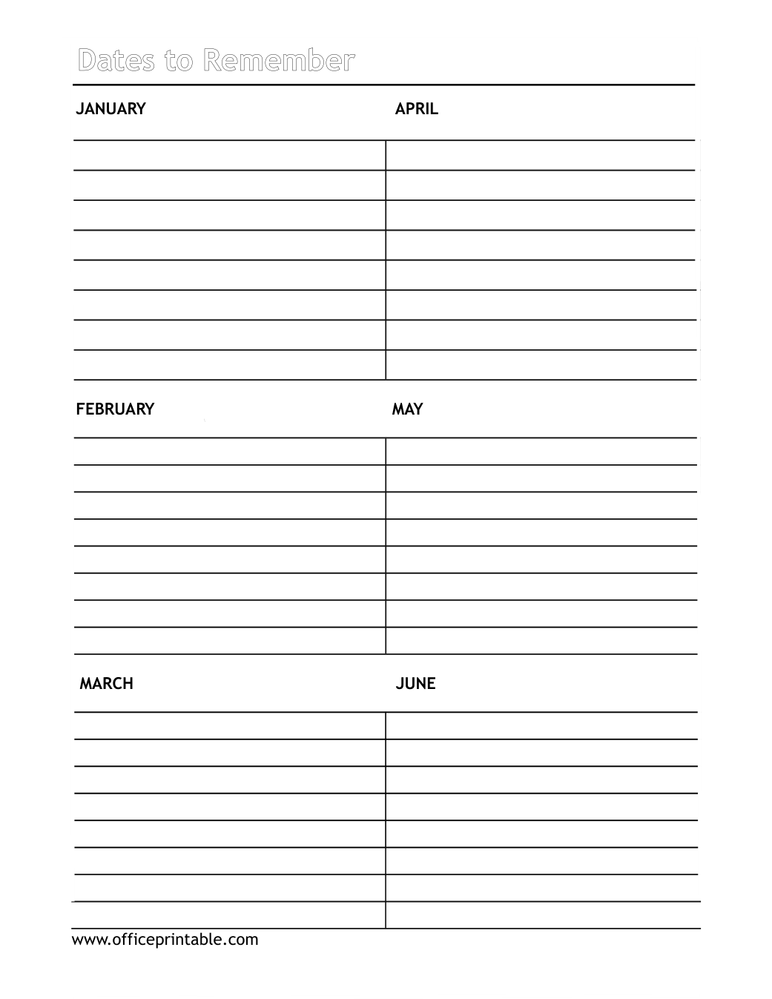 Dates to Remember
JANUARY
APRIL
FEBRUARY
MAY
MARCH
JUNE
www.officeprintable.com